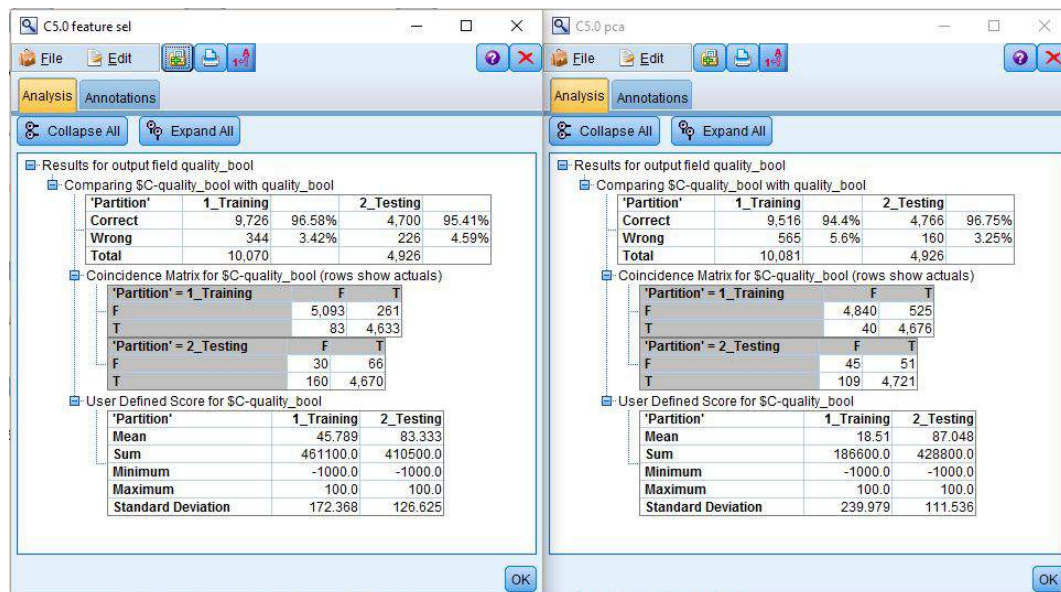 C5.0 feature sel
File Edit
Analysis Annotations
Collapse All Expand All
Results for output field quality_bool
Comparing $C-quality_bool with quality_bool
'Partition' 1_Training 2_Testing
Correct 9,726 96.58% 4,700 95.41%
Wrong 344 3.42% 226 4.59%
Total 10,070 4,926
Coincidence Matrix for $C-quality_bool (rows show actuals)
'Partition' = 1_Training F T
F 5,093 261
T 83 4,633
'Partition' = 2_Testing F T
F 30 66
T 160 4,670
User Defined Score for $C-quality_bool
'Partition' 1_Training 2_Testing
Mean 45.789 83.333
Sum 461100.0 410500.0
Minimum -1000.0 -1000.0
Maximum 100.0 100.0
Standard Deviation 172.368 126.625
OK
C5.0 pca
File Edit
Analysis Annotations
Collapse All Expand All
Results for output field quality_bool
Comparing $C-quality_bool with quality_bool
'Partition' 1_Training 2_Testing
Correct 9,516 94.4% 4,766 96.75%
Wrong 565 5.6% 160 3.25%
Total 10,081 4,926
Coincidence Matrix for $C-quality_bool (rows show actuals)
'Partition' = 1_Training F T
F 4,840 525
T 40 4,676
'Partition' = 2_Testing F T
F 45 51
T 109 4,721
User Defined Score for $C-quality_bool
'Partition' 1_Training 2_Testing
Mean 18.51 87.048
Sum 186600.0 428800.0
Minimum -1000.0 -1000.0
Maximum 100.0 100.0
Standard Deviation 239.979 111.536
OK